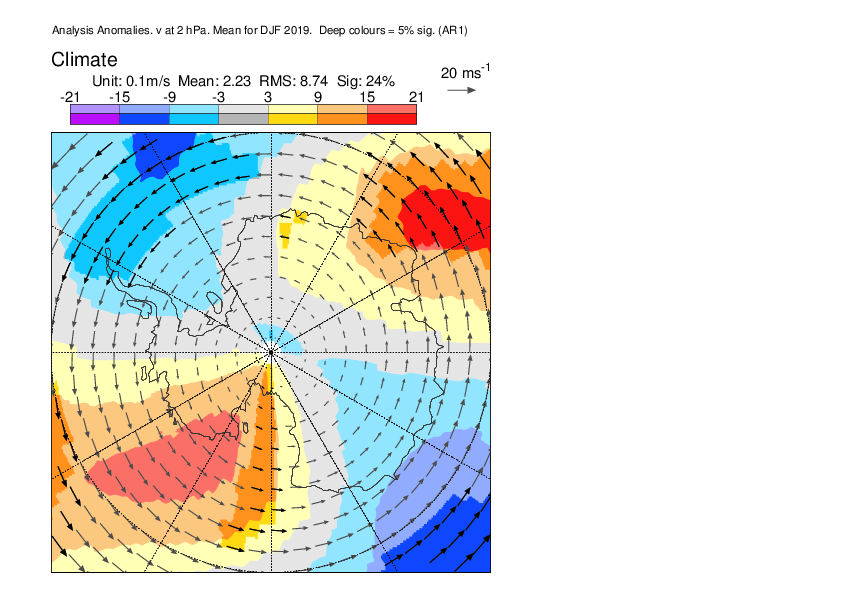 Analysis Anomalies. v at 2 hPa. Mean for DJF 2019.  Deep colours = 5% sig. (AR1)
Climate
20 ms-1
Unit: 0.1m/s  Mean: 2.23  RMS: 8.74  Sig: 24%
-21 -15 -9 -3 3 9 15 21